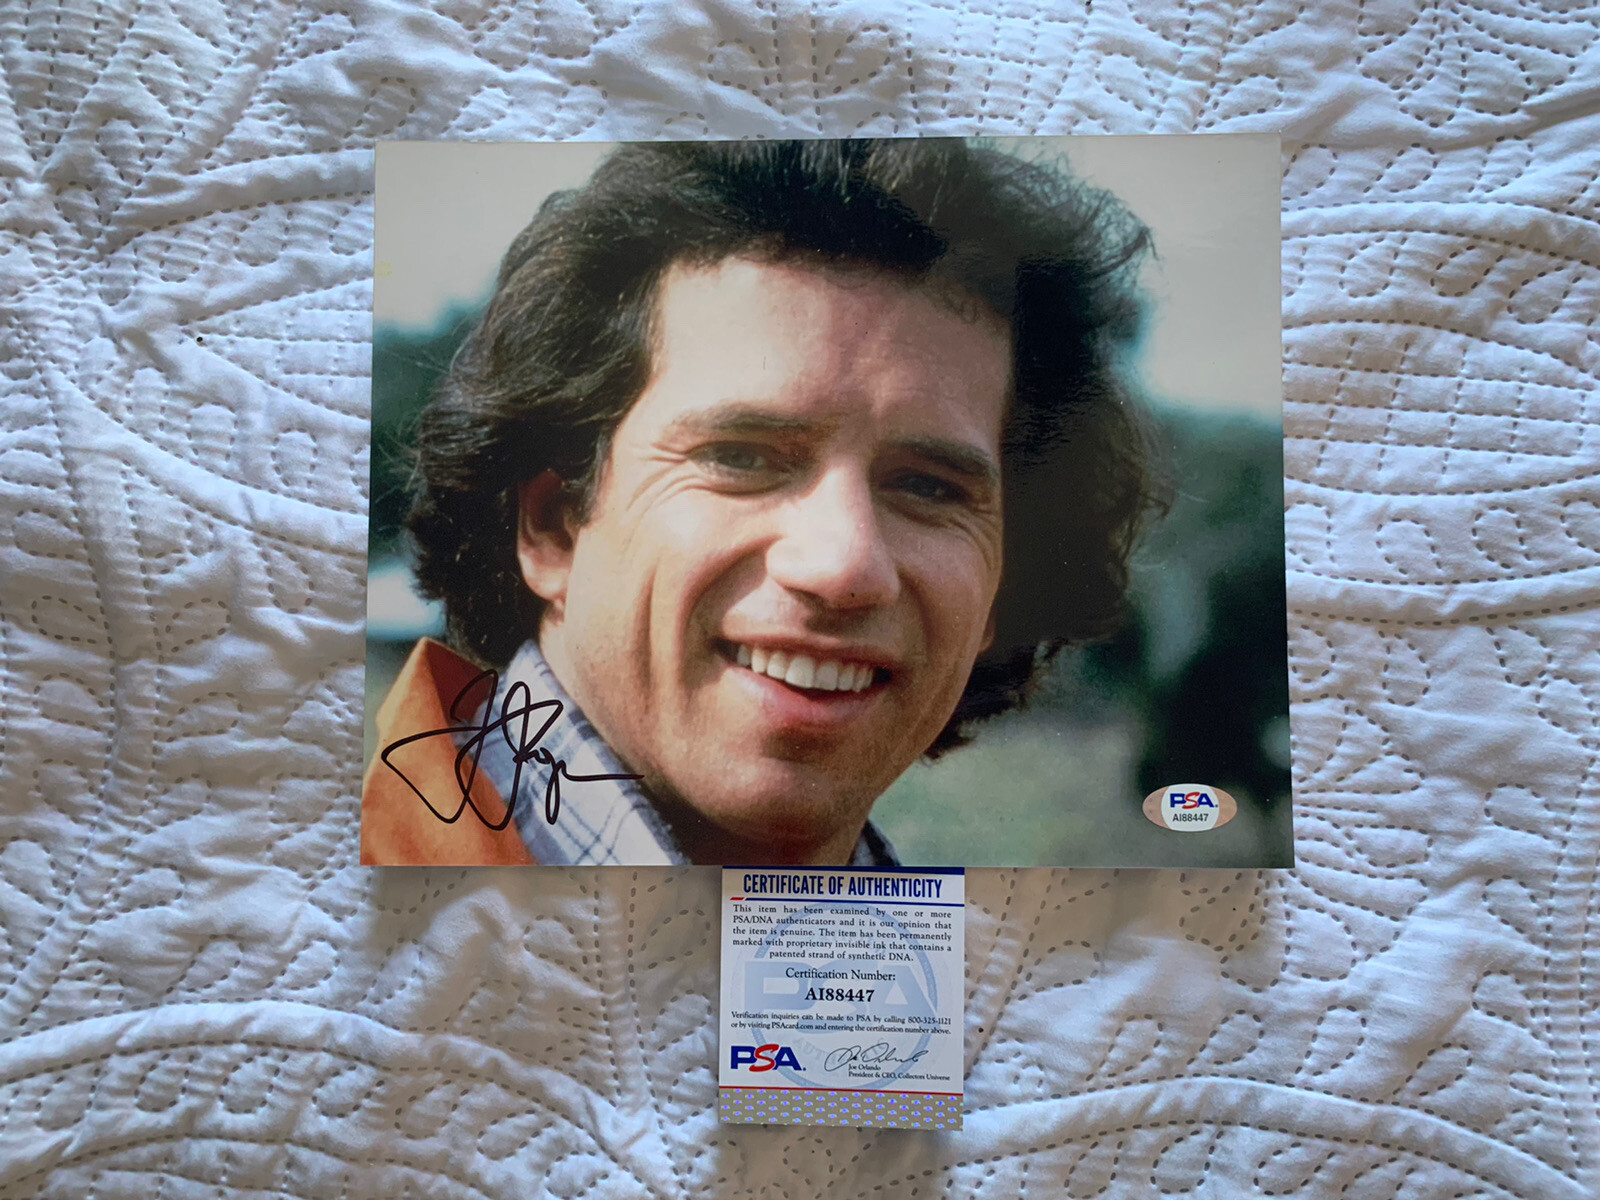 PSA
AI88447
CERTIFICATE OF AUTHENTICITY
This item has been examined by one or more
PSA/DNA authenticators and it is our opinion that
the item is genuine. The item has been permanently
marked with proprietary invisible ink that contains a
patented strand of synthetic DNA.
Certification Number:
AI88447
Verification inquiries can be made to PSA by calling 800-325-1121
or by visiting PSAcard.com and entering the certification number above.
PSA
Joe Orlando
President & CEO, Collectors Universe